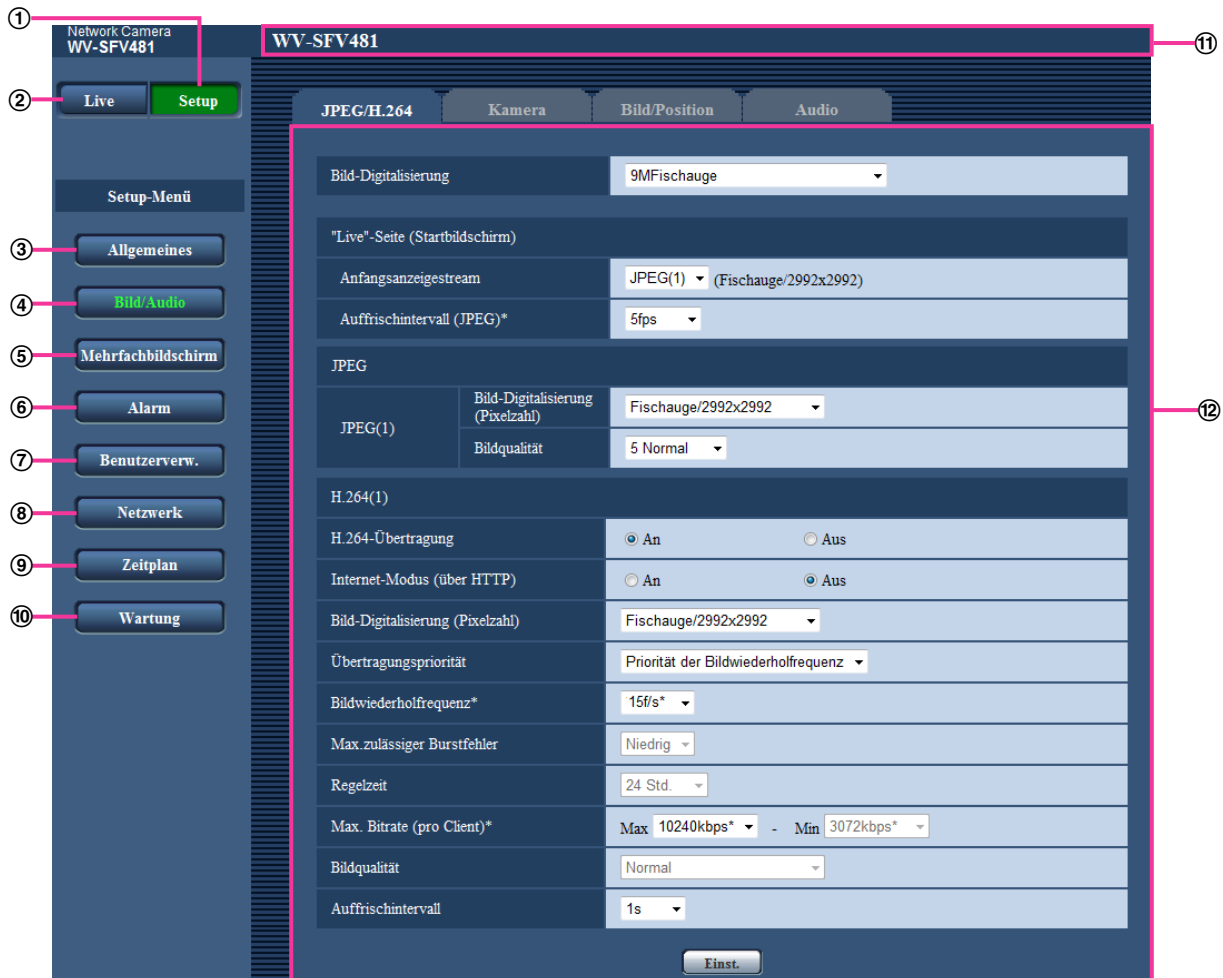 ①
Network Camera
WV-SFV481
WV-SFV481
⑪
② Live Setup
JPEG/H.264 Kamera Bild/Position Audio
Setup-Menü
③ Allgemeines
④ Bild/Audio
⑤ Mehrfachbildschirm
⑥ Alarm
⑦ Benutzerverw.
⑧ Netzwerk
⑨ Zeitplan
⑩ Wartung
Bild-Digitalisierung 9MFischauge
"Live"-Seite (Startbildschirm)
Anfangsanzeigestream JPEG(1) (Fischauge/2992x2992)
Auffrischintervall (JPEG)* 5fps
JPEG
JPEG(1)
Bild-Digitalisierung (Pixelzahl) Fischauge/2992x2992
⑫
Bildqualität 5 Normal
H.264(1)
H.264-Übertragung An Aus
Internet-Modus (über HTTP) An Aus
Bild-Digitalisierung (Pixelzahl) Fischauge/2992x2992
Übertragungspriorität Priorität der Bildwiederholfrequenz
Bildwiederholfrequenz* 15f/s*
Max.zulässiger Burstfehler Niedrig
Regelzeit 24 Std.
Max. Bitrate (pro Client)* Max 10240kbps* - Min 3072kbps*
Bildqualität Normal
Auffrischintervall 1s
Einst.